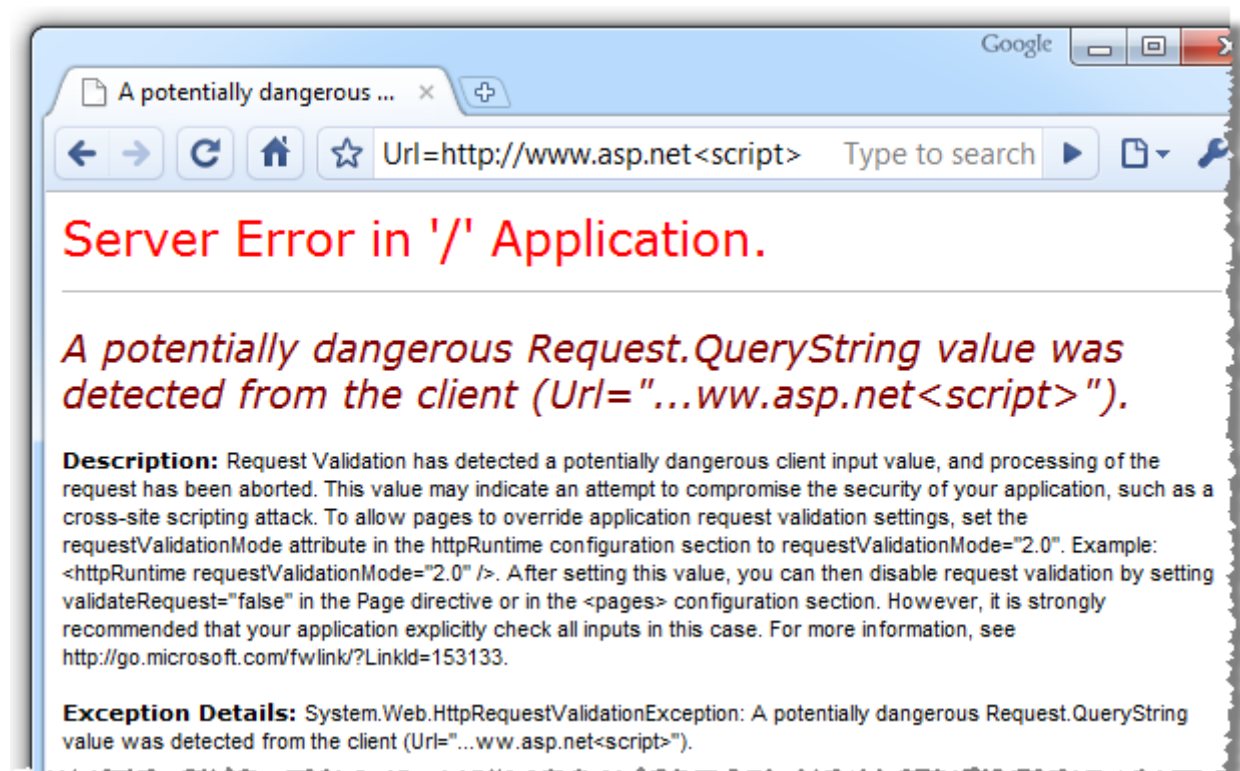 Google
A potentially dangerous ...
Url=http://www.asp.net<script> Type to search
Server Error in '/' Application.
A potentially dangerous Request.QueryString value was
detected from the client (Url="...ww.asp.net<script>").
Description: Request Validation has detected a potentially dangerous client input value, and processing of the
request has been aborted. This value may indicate an attempt to compromise the security of your application, such as a
cross-site scripting attack. To allow pages to override application request validation settings, set the
requestValidationMode attribute in the httpRuntime configuration section to requestValidationMode="2.0". Example:
<httpRuntime requestValidationMode="2.0" />. After setting this value, you can then disable request validation by setting
validateRequest="false" in the Page directive or in the <pages> configuration section. However, it is strongly
recommended that your application explicitly check all inputs in this case. For more information, see
http://go.microsoft.com/fwlink/?LinkId=153133.
Exception Details: System.Web.HttpRequestValidationException: A potentially dangerous Request.QueryString
value was detected from the client (Url="...ww.asp.net<script>").